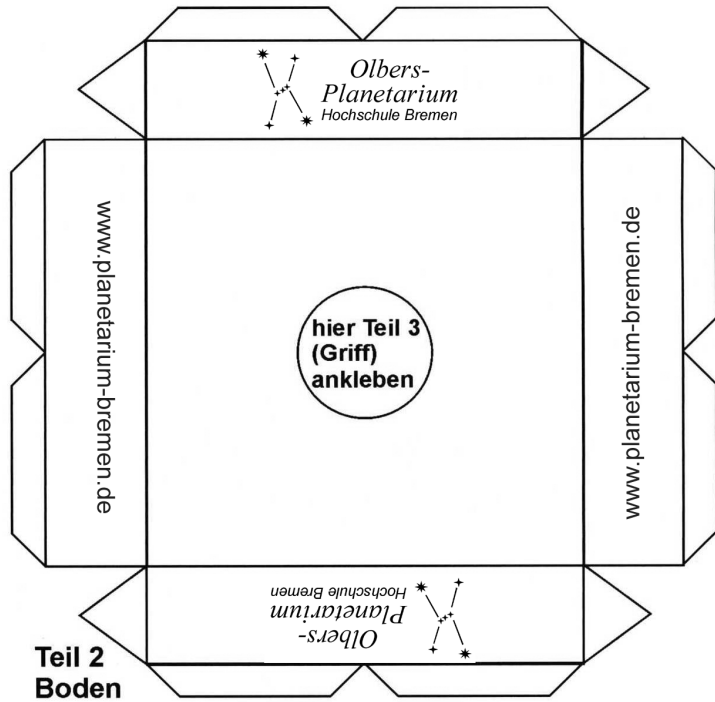 Olbers-
Planetarium
Hochschule Bremen
www.planetarium-bremen.de
www.planetarium-bremen.de
hier Teil 3
(Griff)
ankleben
Olbers-
Planetarium
Hochschule Bremen
Teil 2
Boden